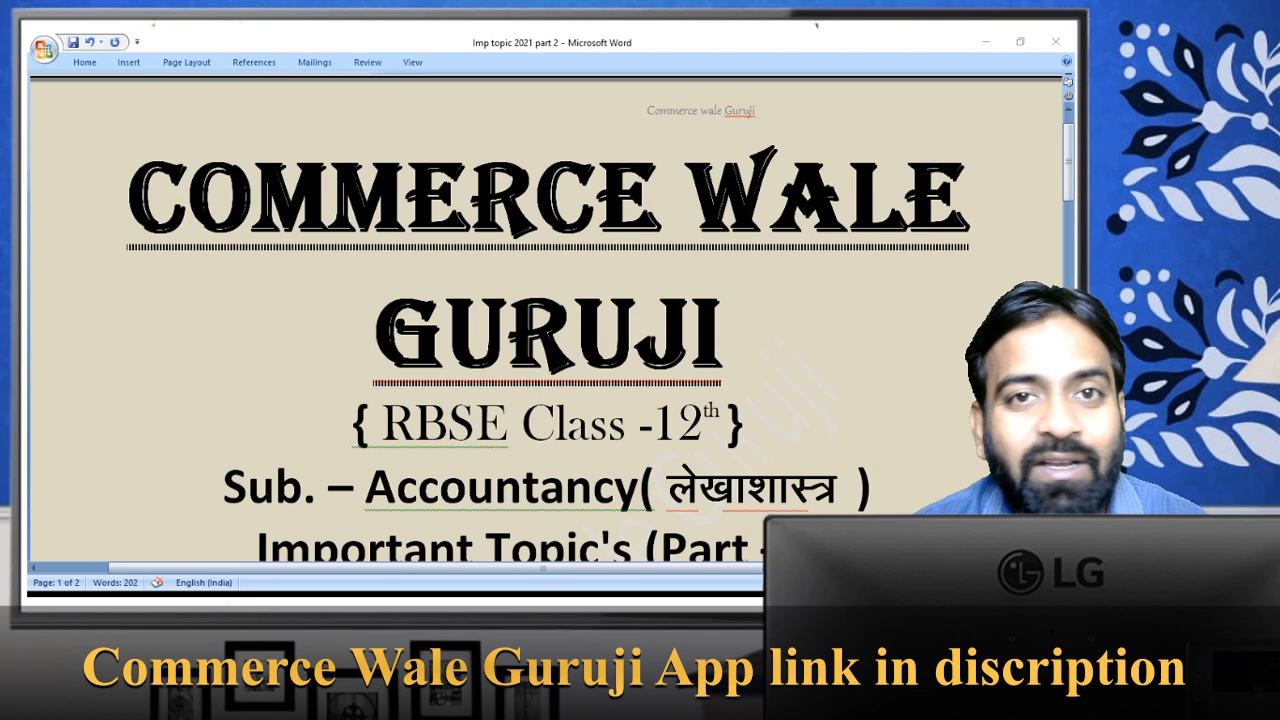 Imp topic 2021 part 2 - Microsoft Word
Home Insert Page Layout References Mailings Review View
Commerce wale Guruji
COMMERCE WALE
GURUJI
{ RBSE Class -12th }
Sub. – Accountancy( लेखाशास्त्र )
Important Topic's (Part -
Guruji
Page: 1 of 2 Words: 202 English (India)
LG
Commerce Wale Guruji App link in discription